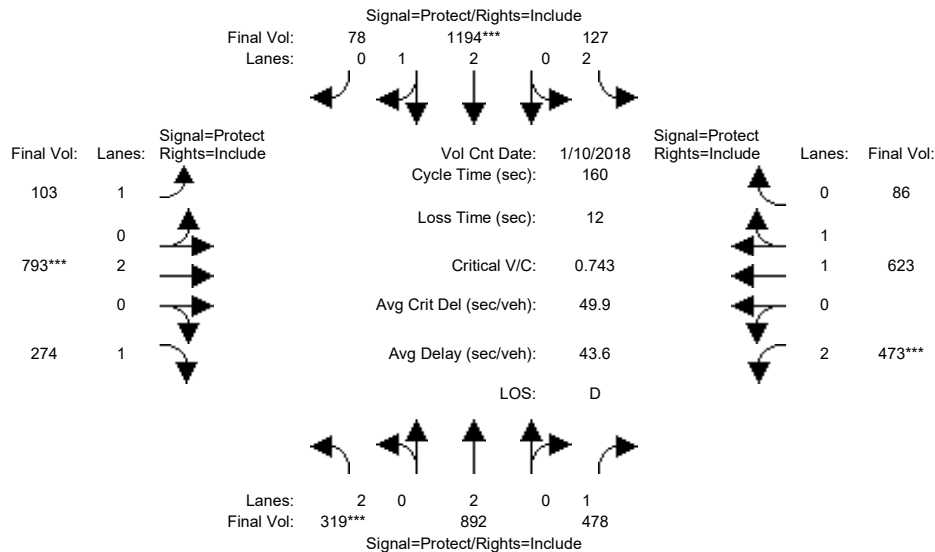 Signal=Protect/Rights=Include
Final Vol: 78 1194*** 127
Lanes: 0 1 2 0 2
Signal=Protect Signal=Protect
Final Vol: Lanes: Rights=Include Vol Cnt Date: 1/10/2018 Rights=Include Lanes: Final Vol:
Cycle Time (sec): 160
103 1 0 86
Loss Time (sec): 12
0 1
793*** 2 Critical V/C: 0.743 1 623
0 Avg Crit Del (sec/veh): 49.9 0
274 1 Avg Delay (sec/veh): 43.6 2 473***
LOS: D
Lanes: 2 0 2 0 1
Final Vol: 319*** 892 478
Signal=Protect/Rights=Include